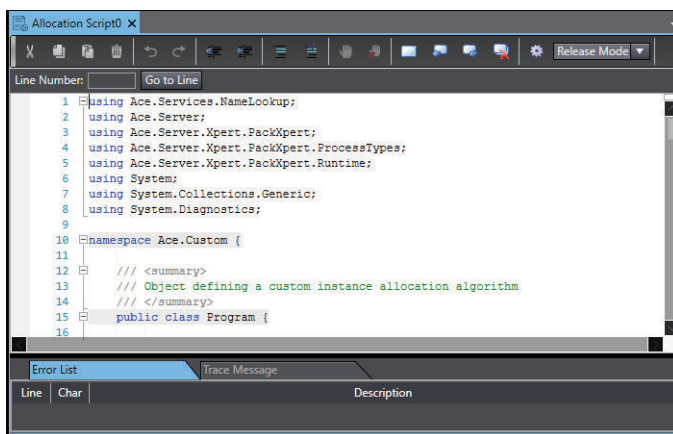 Allocation Script0
Release Mode
Line Number: Go to Line
1 using Ace.Services.NameLookup;
2 using Ace.Server;
3 using Ace.Server.Xpert.PackXpert;
4 using Ace.Server.Xpert.PackXpert.ProcessTypes;
5 using Ace.Server.Xpert.PackXpert.Runtime;
6 using System;
7 using System.Collections.Generic;
8 using System.Diagnostics;
9
10 namespace Ace.Custom {
11
12 /// <summary>
13 /// Object defining a custom instance allocation algorithm
14 /// </summary>
15 public class Program {
16
Error List Trace Message
Line Char Description